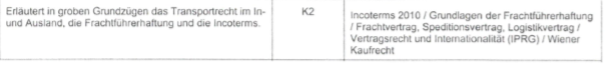 Erläutert in groben Grundzügen das Transportrecht im In-
und Ausland, die Frachtführerhaftung und die Incoterms.
K2
Incoterms 2010 / Grundlagen der Frachtführerhaftung
/ Frachtvertrag, Speditionsvertrag, Logistikvertrag /
Vertragsrecht und Internationalität (IPRG) / Wiener
Kaufrecht